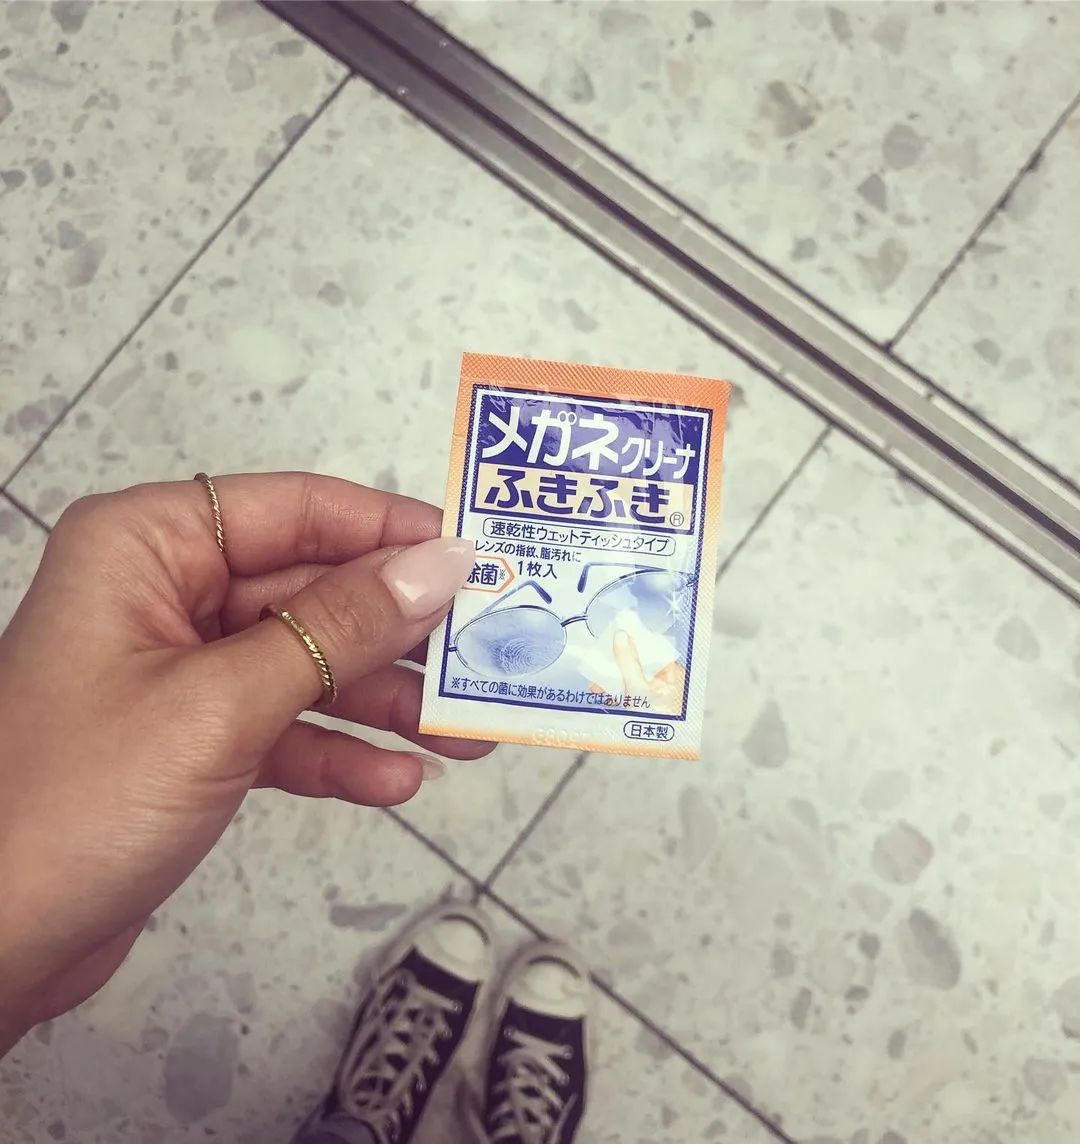 メガネクリーナ
ふきふき®
速乾性ウェットティッシュタイプ
レンズの指紋、脂汚れに
除菌※ 1枚入
※すべての菌に効果があるわけではありません
日本製